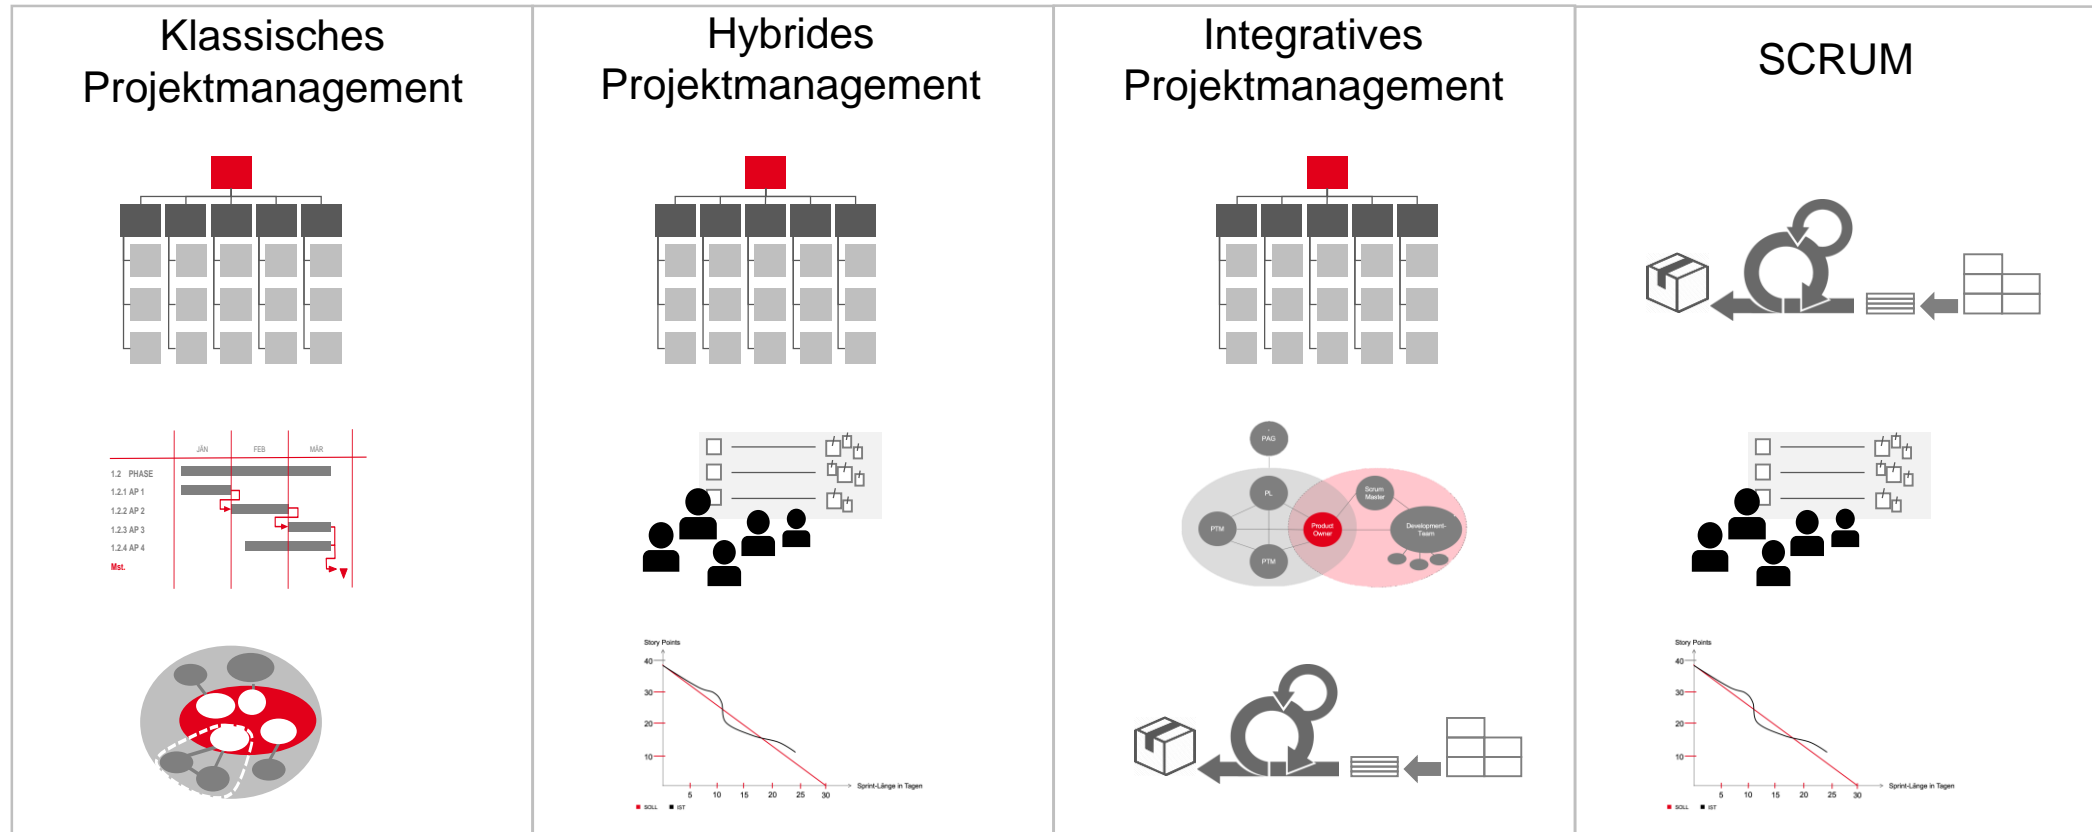 Klassisches
Projektmanagement
JÄN FEB MÄR
1.2 PHASE
1.2.1 AP 1
1.2.2 AP 2
1.2.3 AP 3
1.2.4 AP 4
Mst.
Hybrides
Projektmanagement
Story Points
40
30
20
10
5 10 15 20 25 30
Sprint-Länge in Tagen
SOLL IST
Integratives
Projektmanagement
PAG
PL
Scrum
Master
PTM
Product
Owner
Development-
Team
PTM
SCRUM
Story Points
40
30
20
10
5 10 15 20 25 30
Sprint-Länge in Tagen
SOLL IST